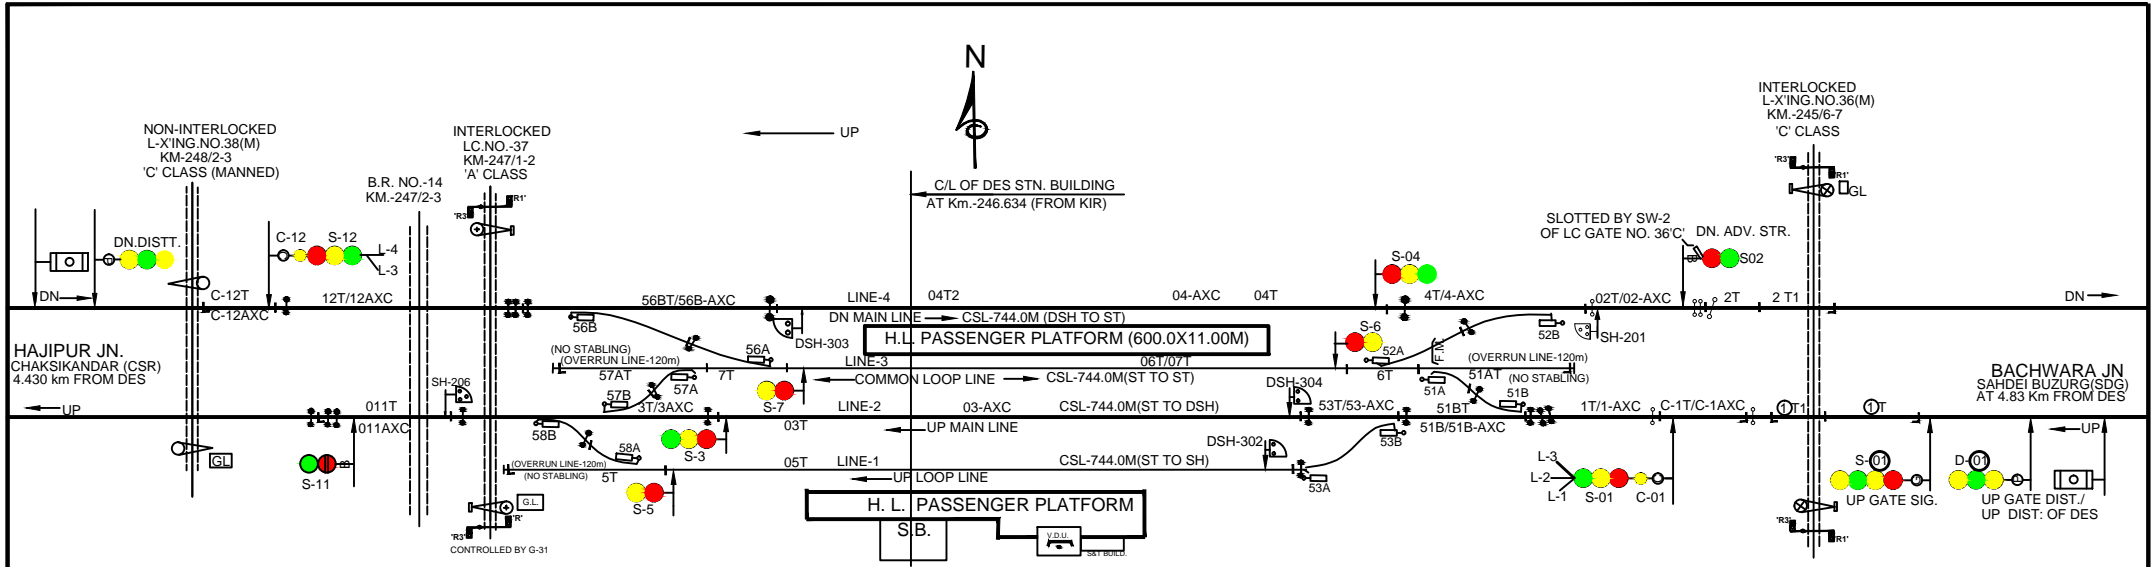 N
UP
NON-INTERLOCKED
L-X'ING.NO.38(M)
KM-248/2-3
'C' CLASS (MANNED)
INTERLOCKED
LC.NO.-37
KM-247/1-2
'A' CLASS
B.R. NO.-14
KM.-247/2-3
'R1'
'R3'
C/L OF DES STN. BUILDING
AT Km.-246.634 (FROM KIR)
INTERLOCKED
L-X'ING.NO.36(M)
KM.-245/6-7
'C' CLASS
'R3'
'R1'
GL
SLOTTED BY SW-2
OF LC GATE NO. 36'C'
DN. ADV. STR.
S02
DN.DISTT.
C-12
S-12
L-4
L-3
S-04
DN
C-12T
C-12AXC
12T/12AXC
56BT/56B-AXC
LINE-4
04T2
04-AXC
04T
4T/4-AXC
02T/02-AXC
2T
2 T1
DN
DN MAIN LINE
CSL-744.0M (DSH TO ST)
56B
DSH-303
H.L. PASSENGER PLATFORM (600.0X11.00M)
S-6
52B
SH-201
HAJIPUR JN.
CHAKSIKANDAR (CSR)
4.430 km FROM DES
(NO STABLING)
(OVERRUN LINE-120m)
56A
LINE-3
06T/07T
52A
F.M.
(OVERRUN LINE-120m)
(NO STABLING)
57AT
57A
7T
COMMON LOOP LINE
CSL-744.0M(ST TO ST)
6T
51A
51AT
BACHWARA JN
SAHDEI BUZURG(SDG)
AT 4.83 Km FROM DES
SH-206
57B
S-7
DSH-304
51B
UP
011T
011AXC
3T/3AXC
LINE-2
03-AXC
CSL-744.0M(ST TO DSH)
53T/53-AXC
51BT
51B/51B-AXC
1T/1-AXC
C-1T/C-1AXC
1T1
1T
03T
UP MAIN LINE
UP
58B
58A
S-3
DSH-302
53B
GL
S-11
(OVERRUN LINE-120m)
(NO STABLING)
5T
05T
LINE-1
CSL-744.0M(ST TO SH)
UP LOOP LINE
53A
L-3
L-2
L-1
S-01
C-01
S-01
UP GATE SIG.
D-01
UP GATE DIST./
UP DIST: OF DES
S-5
G.L.
'R'
'R3'
CONTROLLED BY G-31
H. L. PASSENGER PLATFORM
S.B.
V.D.U.
S&T BUILD.
'R3'
'R1'